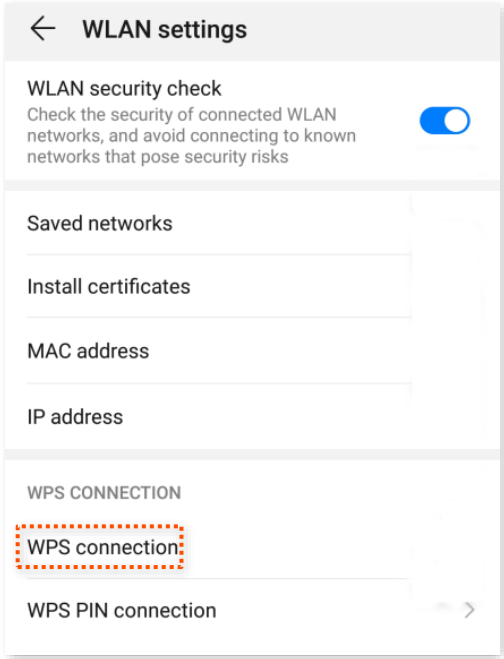 WLAN settings
WLAN security check
Check the security of connected WLAN
networks, and avoid connecting to known
networks that pose security risks
Saved networks
Install certificates
MAC address
IP address
WPS CONNECTION
WPS connection
WPS PIN connection